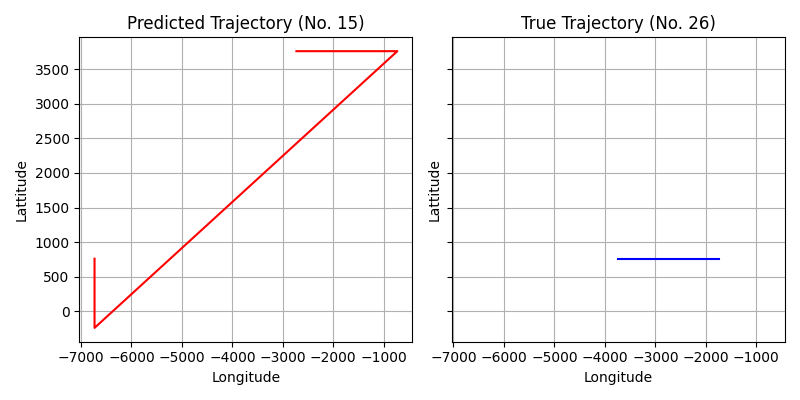 Predicted Trajectory (No. 15)
True Trajectory (No. 26)
3500
3000
2500
2000
1500
1000
500
0
Lattitude
Lattitude
−7000 −6000 −5000 −4000 −3000 −2000 −1000
−7000 −6000 −5000 −4000 −3000 −2000 −1000
Longitude
Longitude